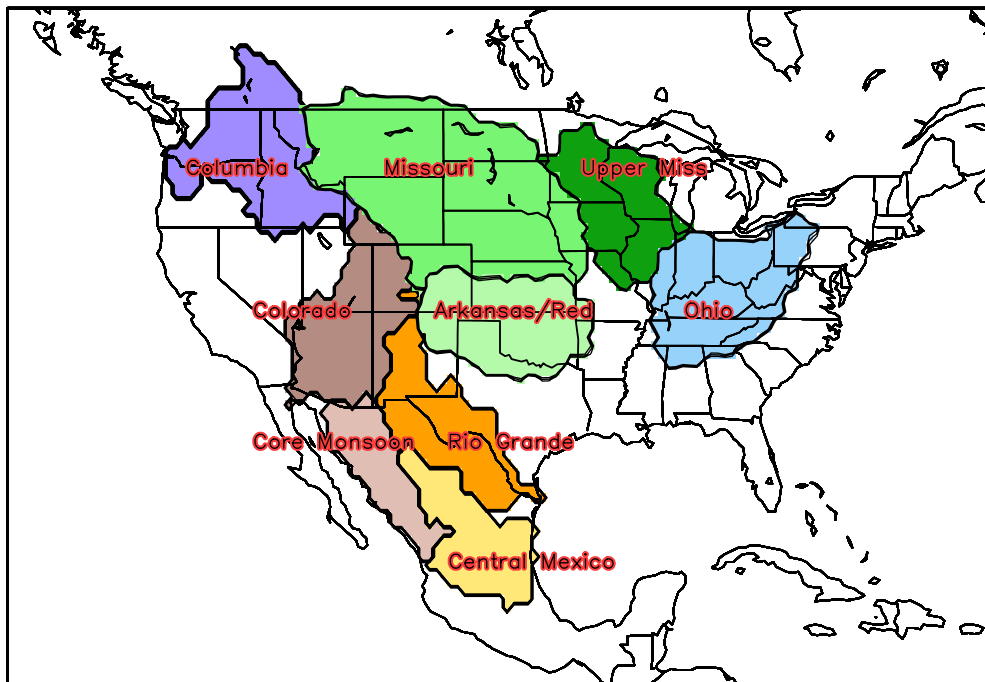 Columbia
Missouri
Upper Miss
Colorado
Arkansas/Red
Ohio
Core Monsoon
Rio Grande
Central Mexico